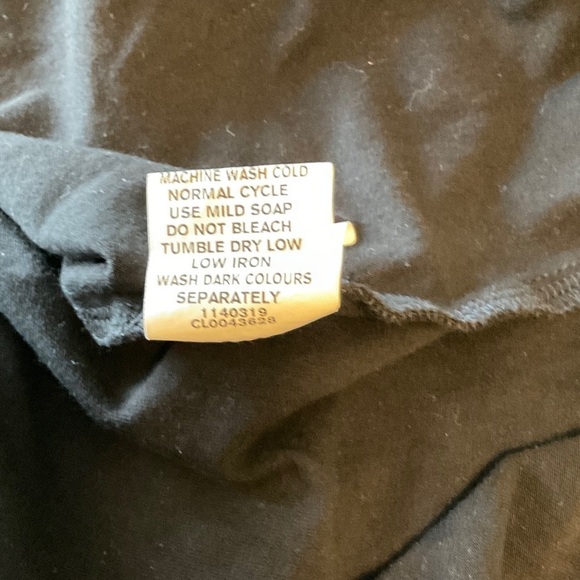 MACHINE WASH COLD
NORMAL CYCLE
USE MILD SOAP
DO NOT BLEACH
TUMBLE DRY LOW
LOW IRON
WASH DARK COLOURS
SEPARATELY
1140319
CL0043628